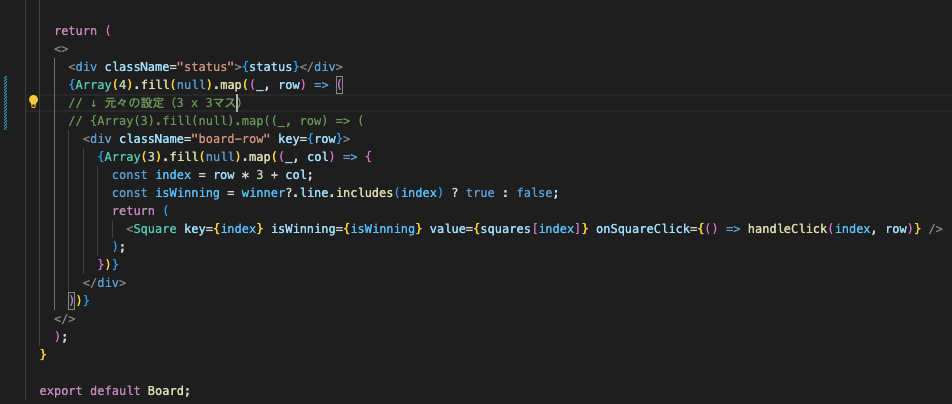 return (
<>
<div className="status">{status}</div>
{Array(4).fill(null).map((_, row) => (
// ↓ 元々の設定（3 x 3マス）
// {Array(3).fill(null).map((_, row) => (
<div className="board-row" key={row}>
{Array(3).fill(null).map((_, col) => {
const index = row * 3 + col;
const isWinning = winner?.line.includes(index) ? true : false;
return (
<Square key={index} isWinning={isWinning} value={squares[index]} onSquareClick={() => handleClick(index, row)} />
);
})}
</div>
))}
</>
);
}
export default Board;